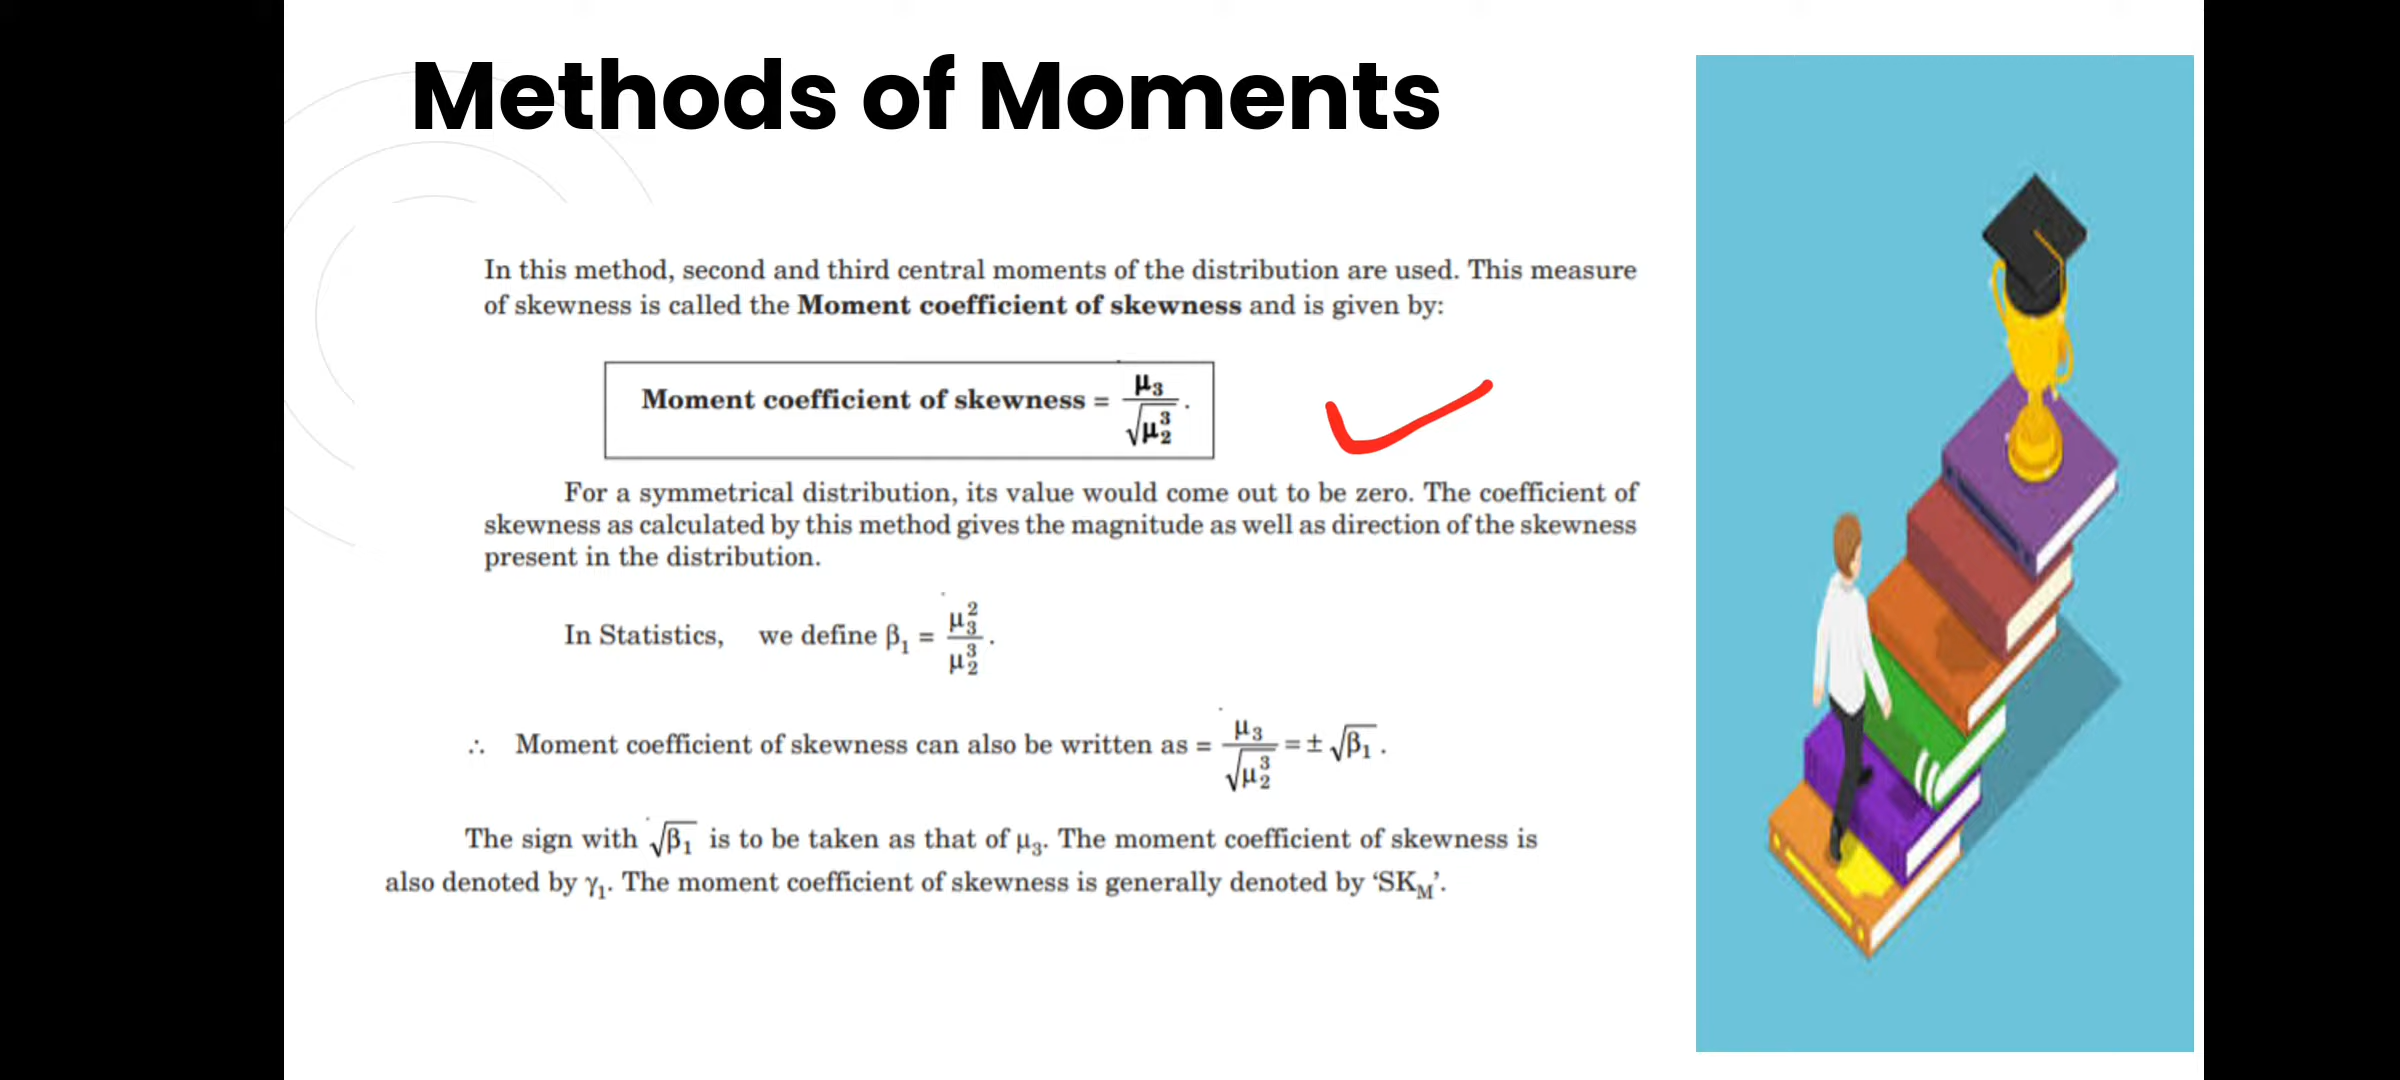 Methods of Moments
In this method, second and third central moments of the distribution are used. This measure
of skewness is called the Moment coefficient of skewness and is given by:
Moment coefficient of skewness = μ₃ / √μ₂³ .
For a symmetrical distribution, its value would come out to be zero. The coefficient of
skewness as calculated by this method gives the magnitude as well as direction of the skewness
present in the distribution.
In Statistics, we define β₁ = μ₃² / μ₂³ .
∴ Moment coefficient of skewness can also be written as = μ₃ / √μ₂³ = ± √β₁ .
The sign with √β₁ is to be taken as that of μ₃. The moment coefficient of skewness is
also denoted by γ₁. The moment coefficient of skewness is generally denoted by ‘SKM’.